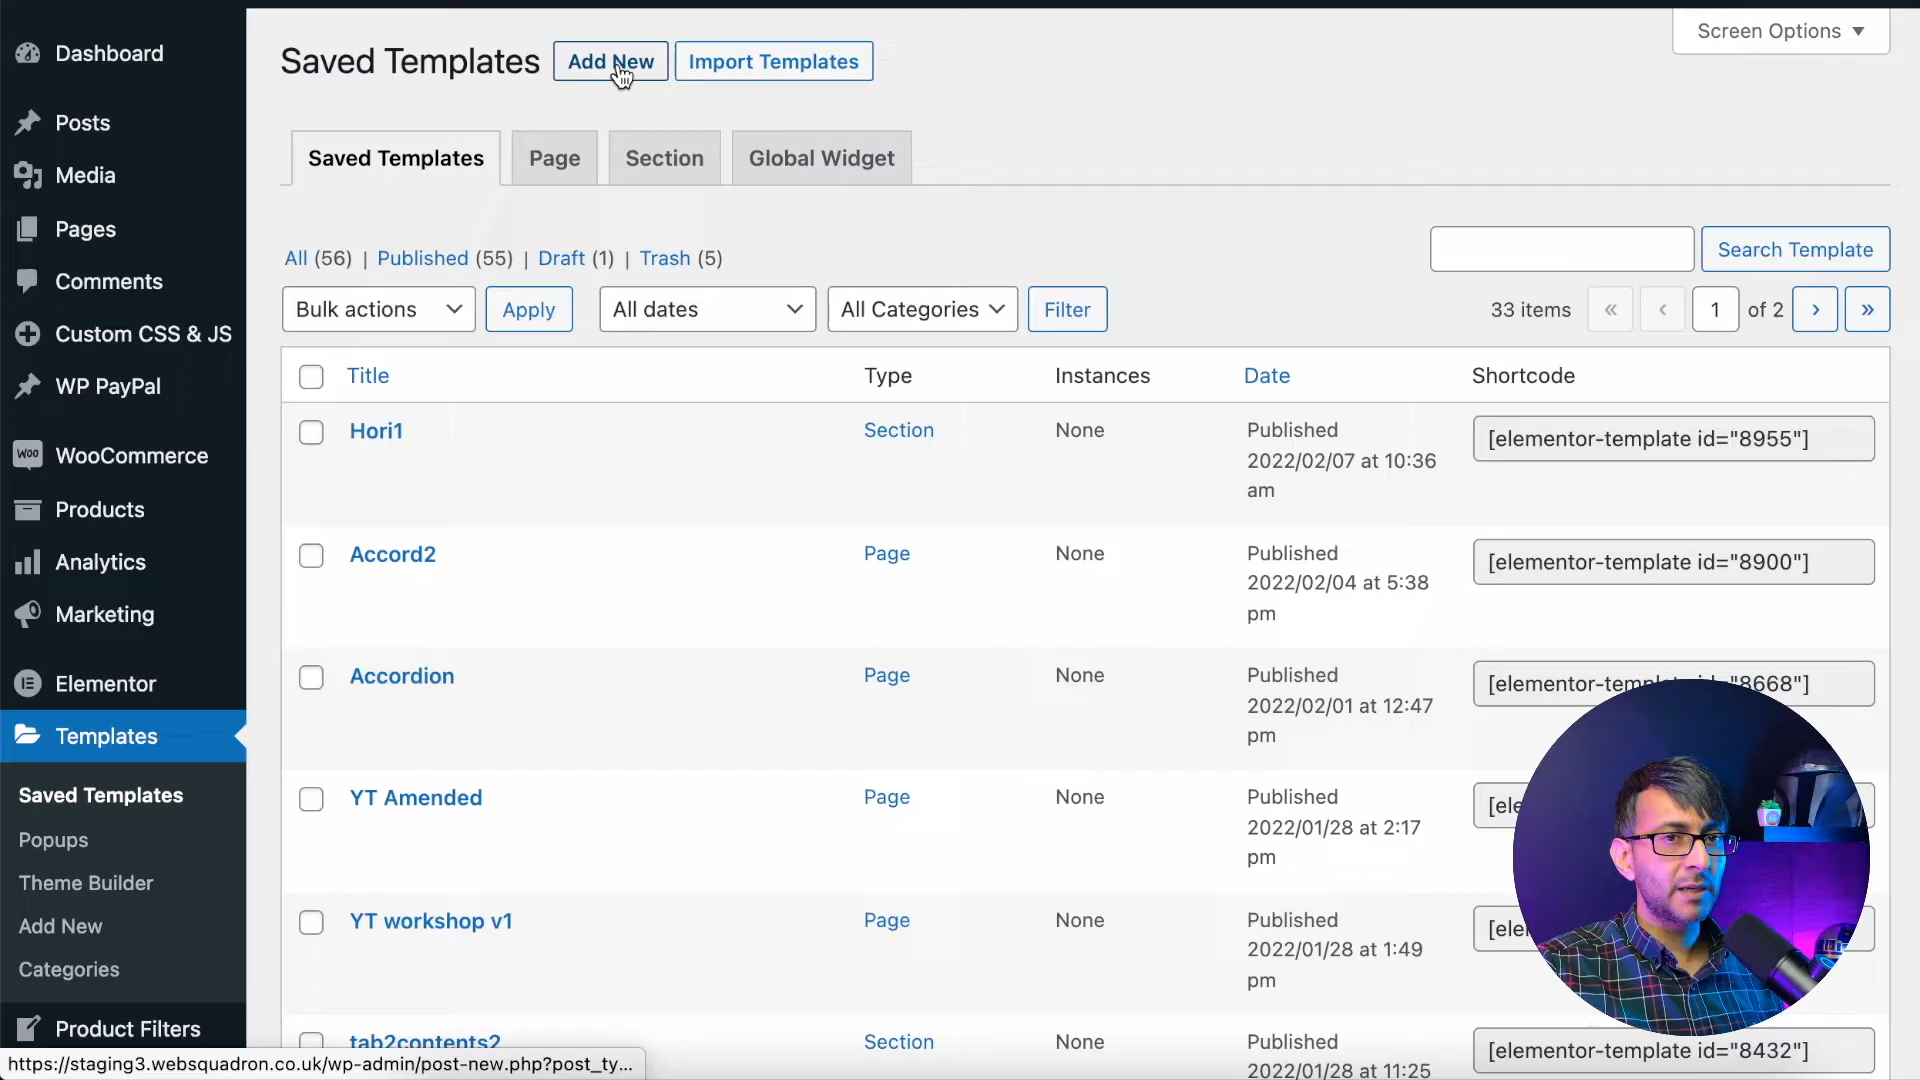 Dashboard
Posts
Media
Pages
Comments
Custom CSS & JS
WP PayPal
WooCommerce
Products
Analytics
Marketing
Elementor
Templates
Saved Templates
Popups
Theme Builder
Add New
Categories
Product Filters
Screen Options
Saved Templates Add New Import Templates
Saved Templates Page Section Global Widget
All (56) | Published (55) | Draft (1) | Trash (5)
Search Template
Bulk actions Apply All dates All Categories Filter 33 items « ‹ 1 of 2 › »
Title Type Instances Date Shortcode
Hori1 Section None Published 2022/02/07 at 10:36 am [elementor-template id="8955"]
Accord2 Page None Published 2022/02/04 at 5:38 pm [elementor-template id="8900"]
Accordion Page None Published 2022/02/01 at 12:47 pm [elementor-template id="8668"]
YT Amended Page None Published 2022/01/28 at 2:17 pm [ele
YT workshop v1 Page None Published 2022/01/28 at 1:49 pm [ele
tab2contents2 Section None Published 2022/01/28 at 11:25 [elementor-template id="8432"]
https://staging3.websquadron.co.uk/wp-admin/post-new.php?post_ty...